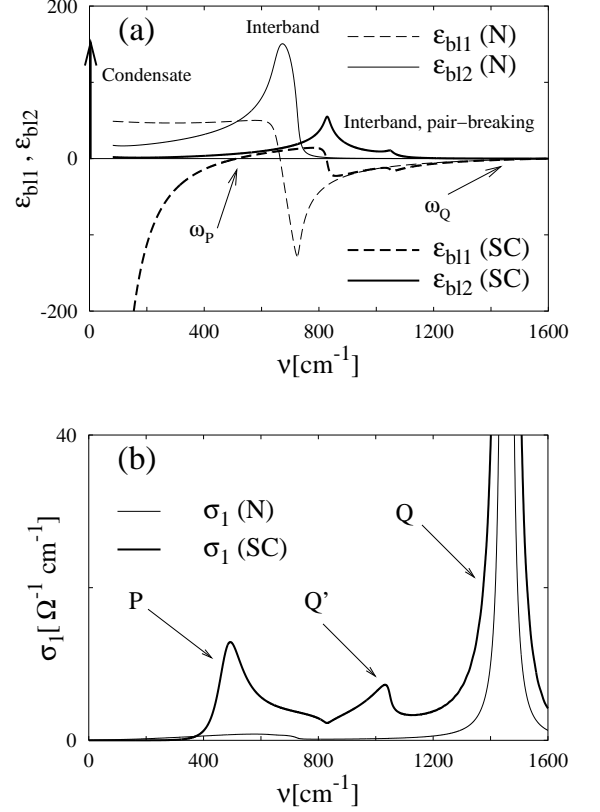 (a)
200
Interband
ε_bl1 (N)
ε_bl2 (N)
Condensate
Interband, pair−breaking
ε_bl1 , ε_bl2
0
ω_P
ω_Q
ε_bl1 (SC)
ε_bl2 (SC)
-200
0 400 800 1200 1600
ν[cm^-1]
(b)
40
σ_1 (N)
σ_1 (SC)
Q
P
Q’
20
σ_1[ Ω^-1 cm^-1]
0
0 400 800 1200 1600
ν[cm^-1]